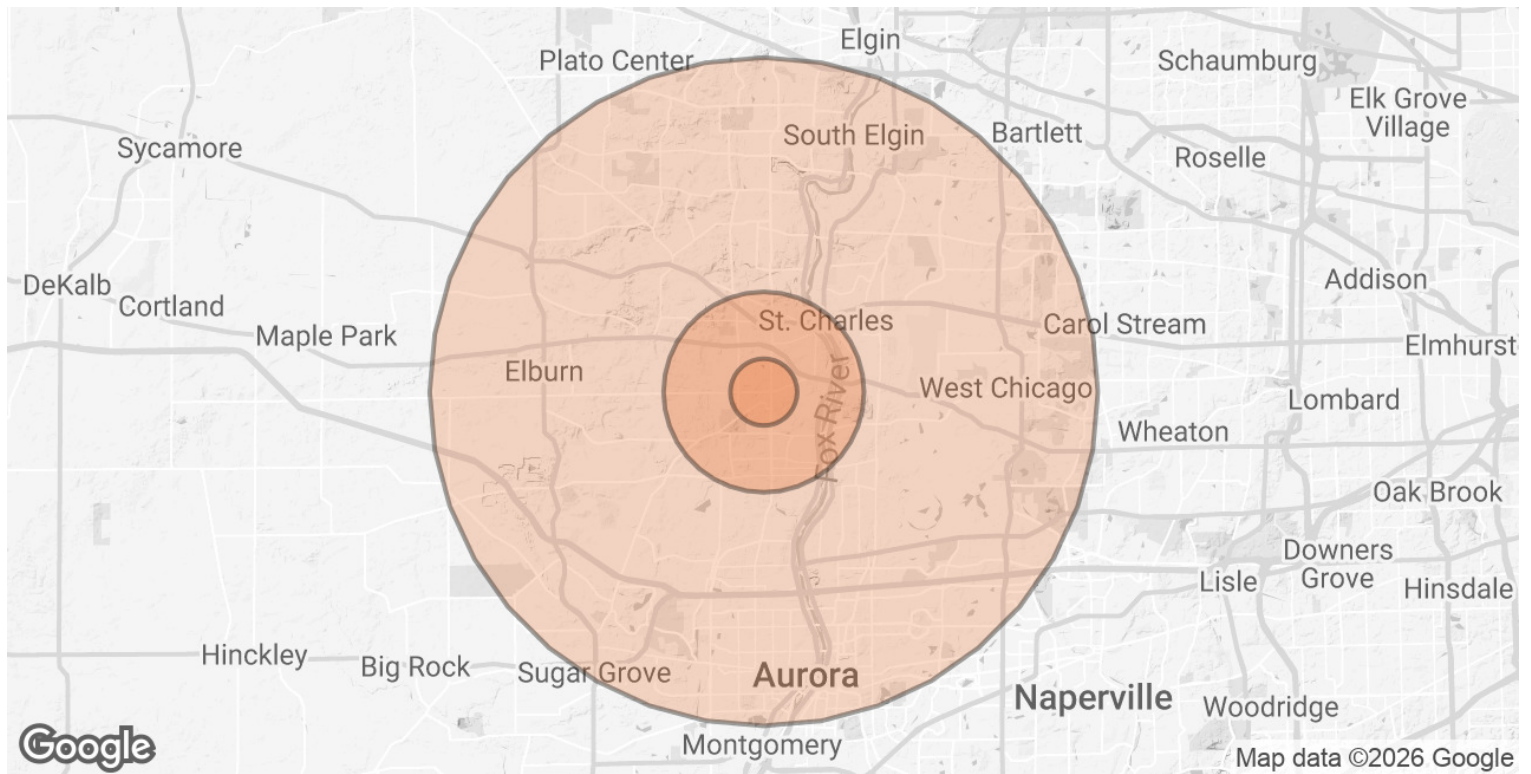 Elgin
Plato Center
Schaumburg
Elk Grove
Village
South Elgin
Bartlett
Sycamore
Roselle
DeKalb
Addison
Cortland
St. Charles
Carol Stream
Maple Park
Elmhurst
Elburn
West Chicago
Lombard
Fox River
Wheaton
Oak Brook
Downers
Grove
Lisle
Hinsdale
Hinckley
Big Rock
Sugar Grove
Aurora
Naperville
Woodridge
Montgomery
Google
Map data ©2026 Google